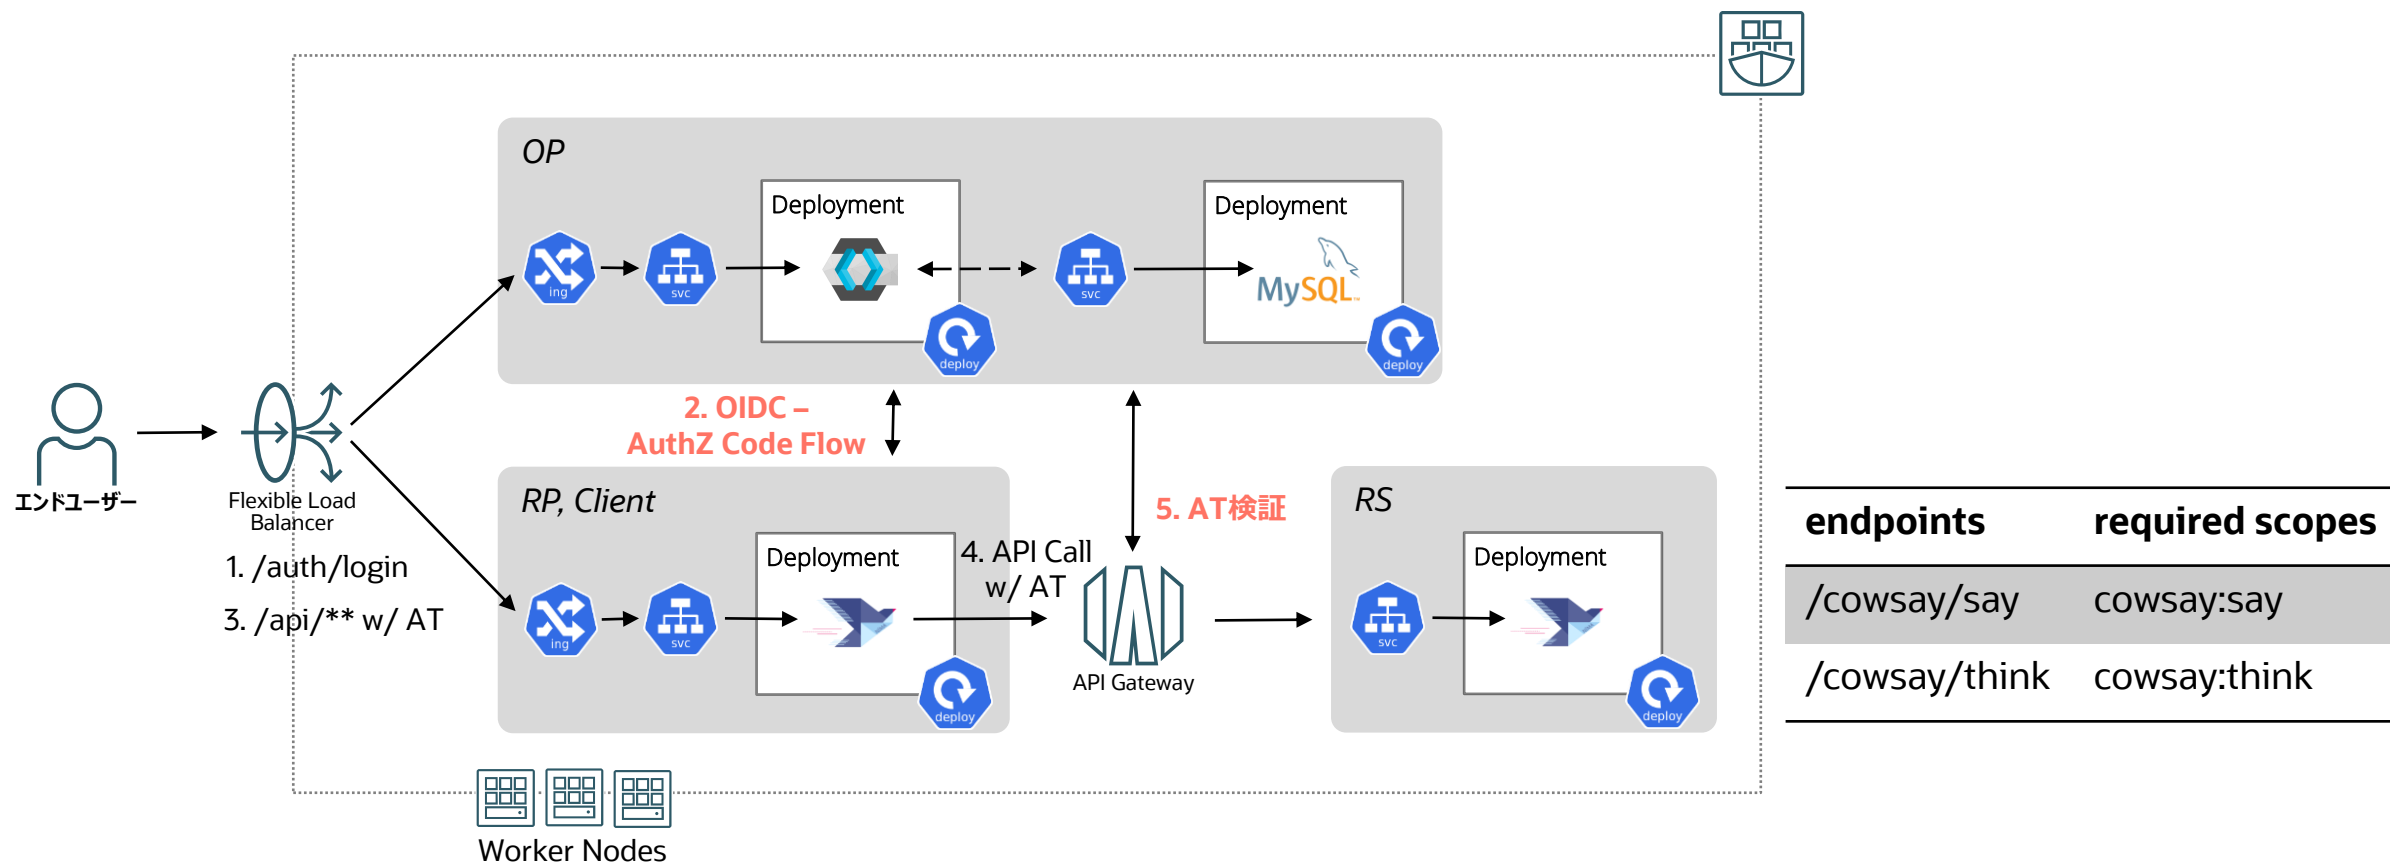 OP
Deployment
Deployment
ing
svc
svc
MySQL
deploy
deploy
2. OIDC –
AuthZ Code Flow
エンドユーザー
Flexible Load
Balancer
1. /auth/login
3. /api/** w/ AT
RP, Client
Deployment
ing
svc
deploy
4. API Call
w/ AT
5. AT検証
API Gateway
RS
Deployment
svc
deploy
endpoints required scopes
/cowsay/say cowsay:say
/cowsay/think cowsay:think
Worker Nodes